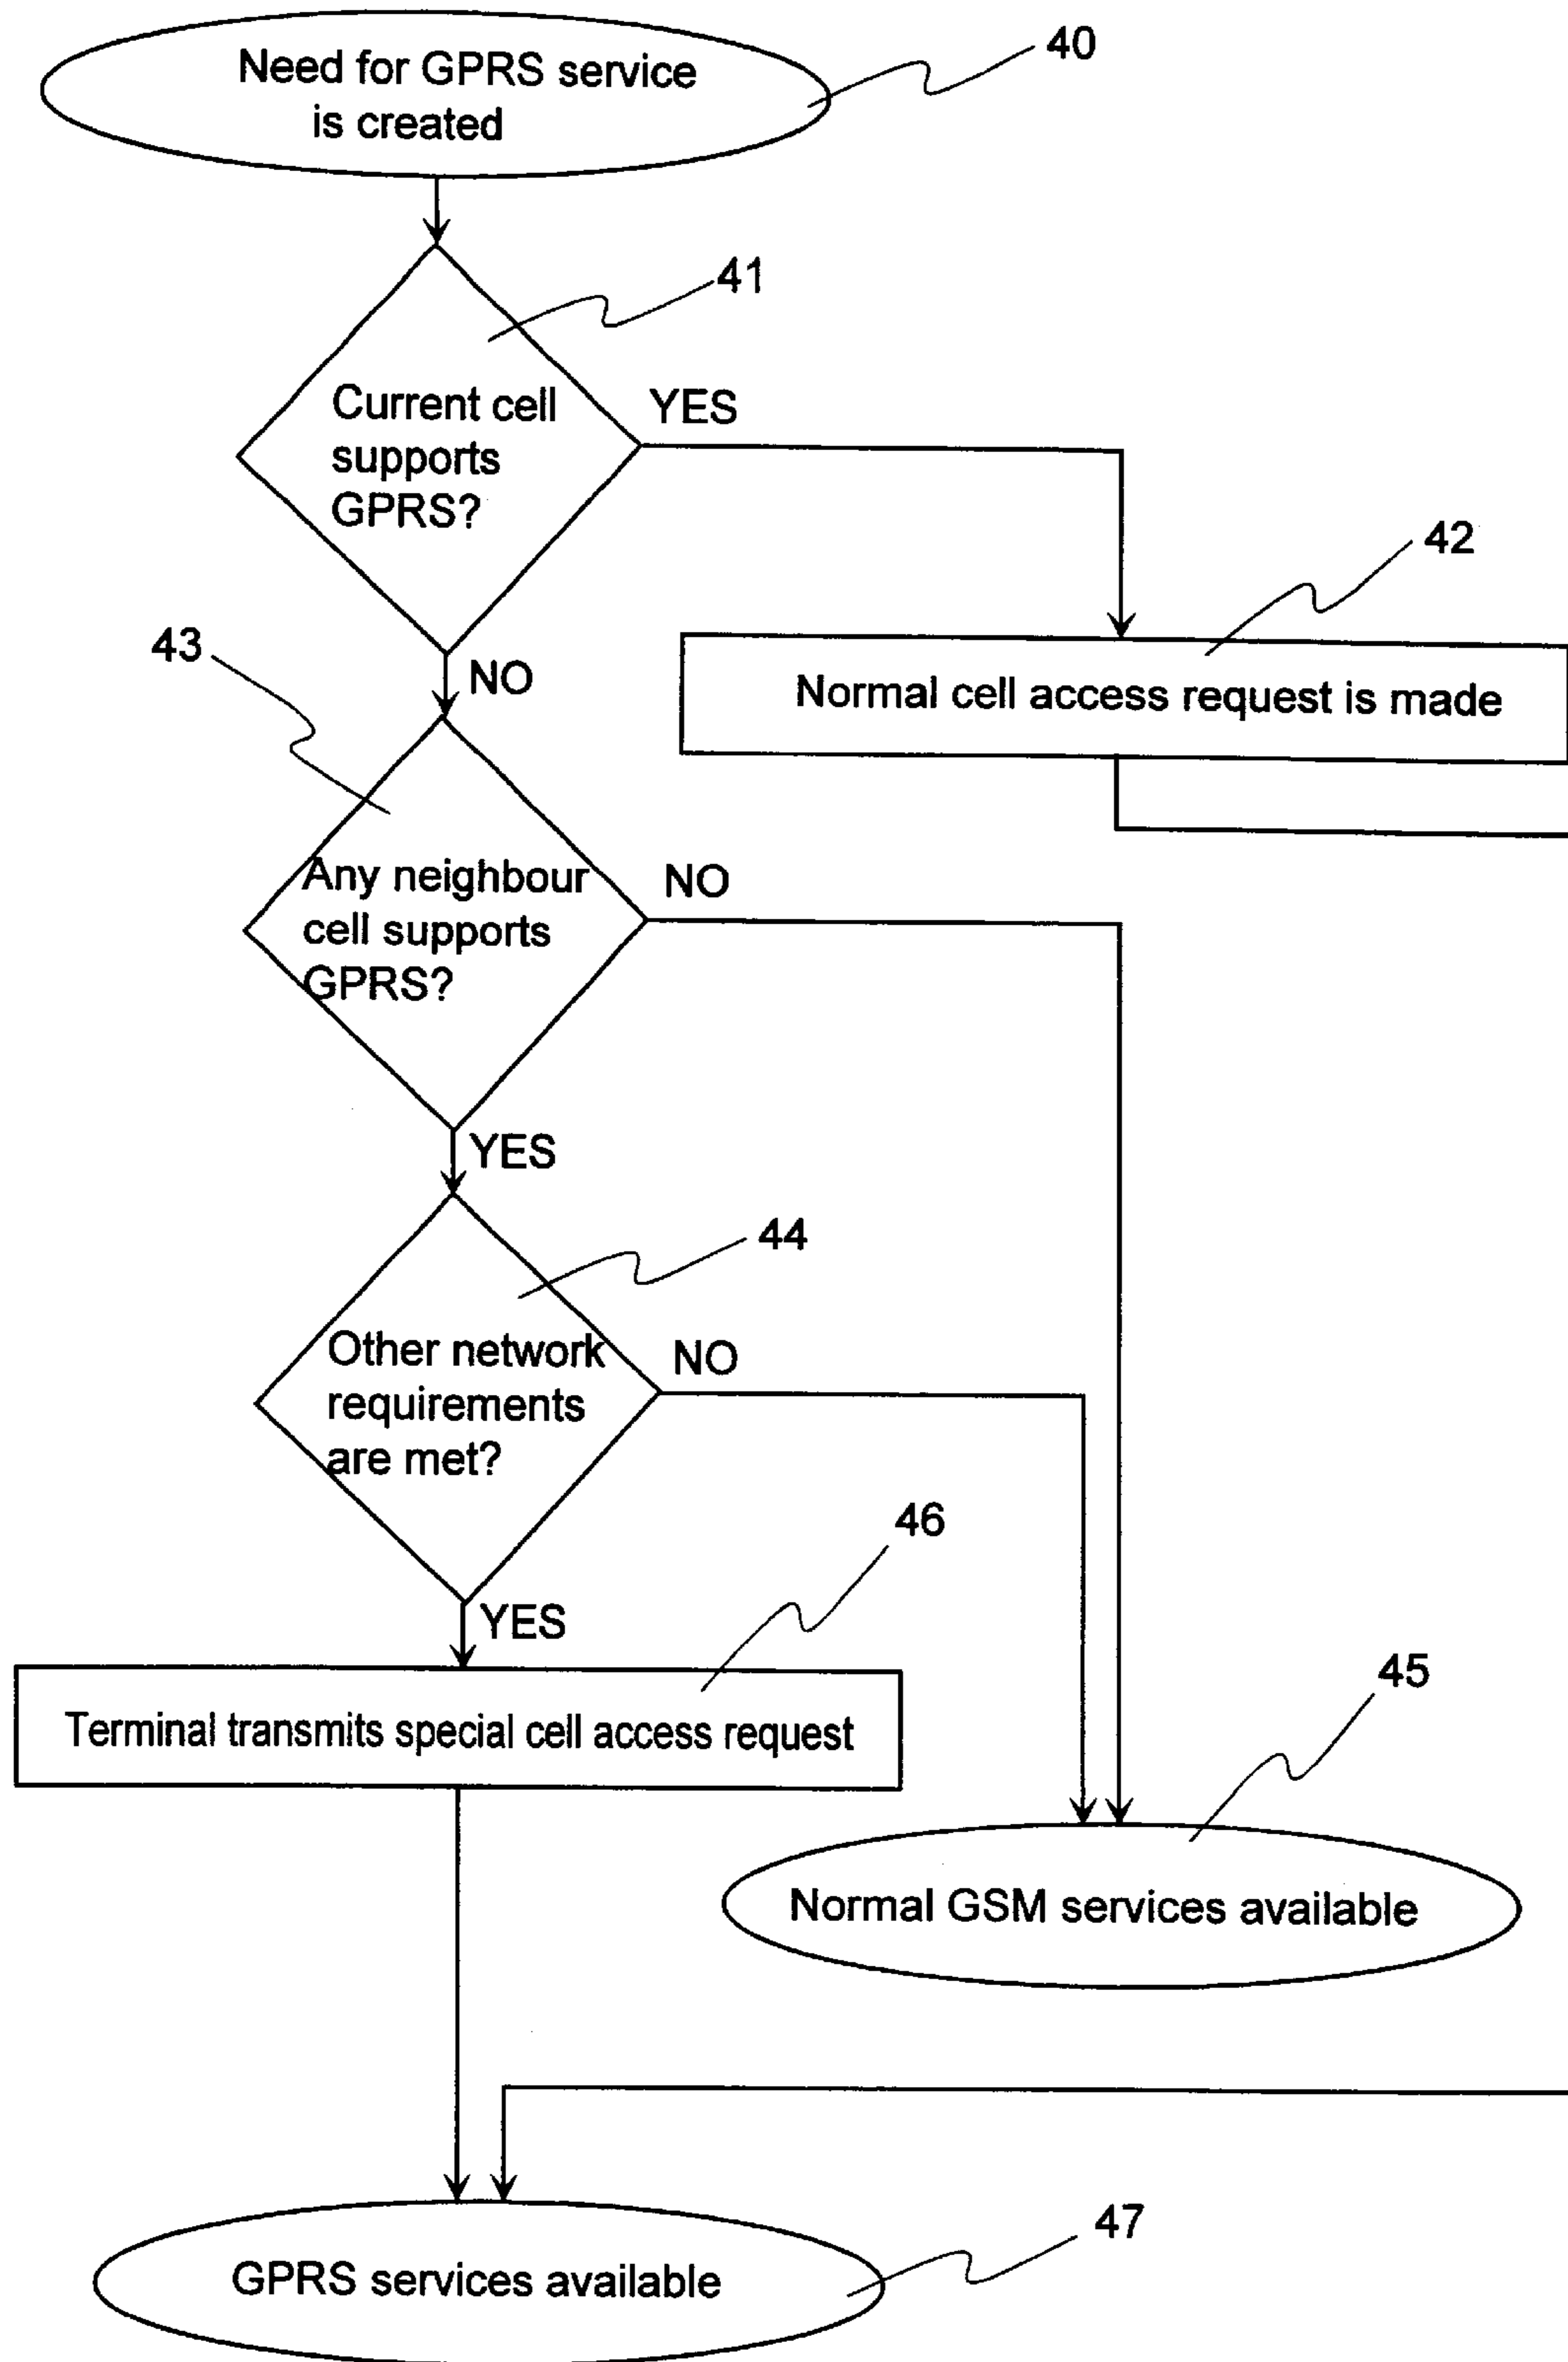 Need for GPRS service
is created
40
41
Current cell
supports
GPRS?
YES
42
Normal cell access request is made
43
NO
Any neighbour
cell supports
GPRS?
NO
YES
44
Other network
requirements
are met?
NO
46
YES
Terminal transmits special cell access request
45
Normal GSM services available
47
GPRS services available